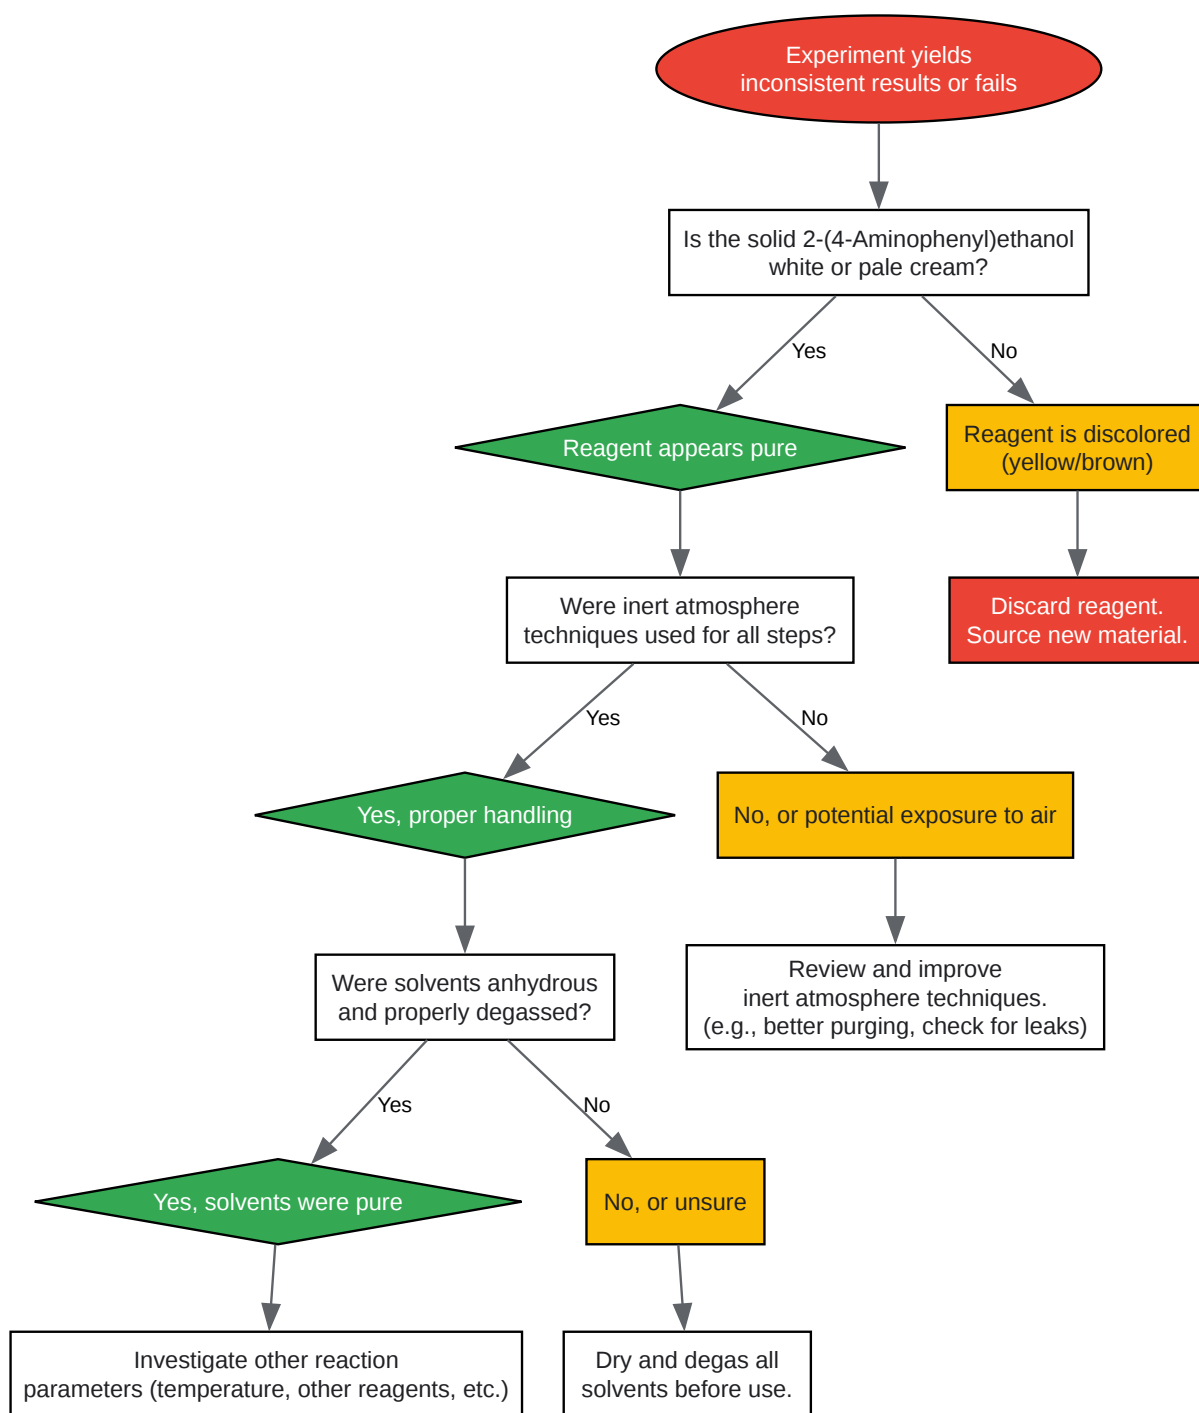 Experiment yields
inconsistent results or fails
Is the solid 2-(4-Aminophenyl)ethanol
white or pale cream?
Yes
No
Reagent appears pure
Reagent is discolored
(yellow/brown)
Were inert atmosphere
techniques used for all steps?
Discard reagent.
Source new material.
Yes
No
Yes, proper handling
No, or potential exposure to air
Were solvents anhydrous
and properly degassed?
Review and improve
inert atmosphere techniques.
(e.g., better purging, check for leaks)
Yes
No
Yes, solvents were pure
No, or unsure
Investigate other reaction
parameters (temperature, other reagents, etc.)
Dry and degas all
solvents before use.